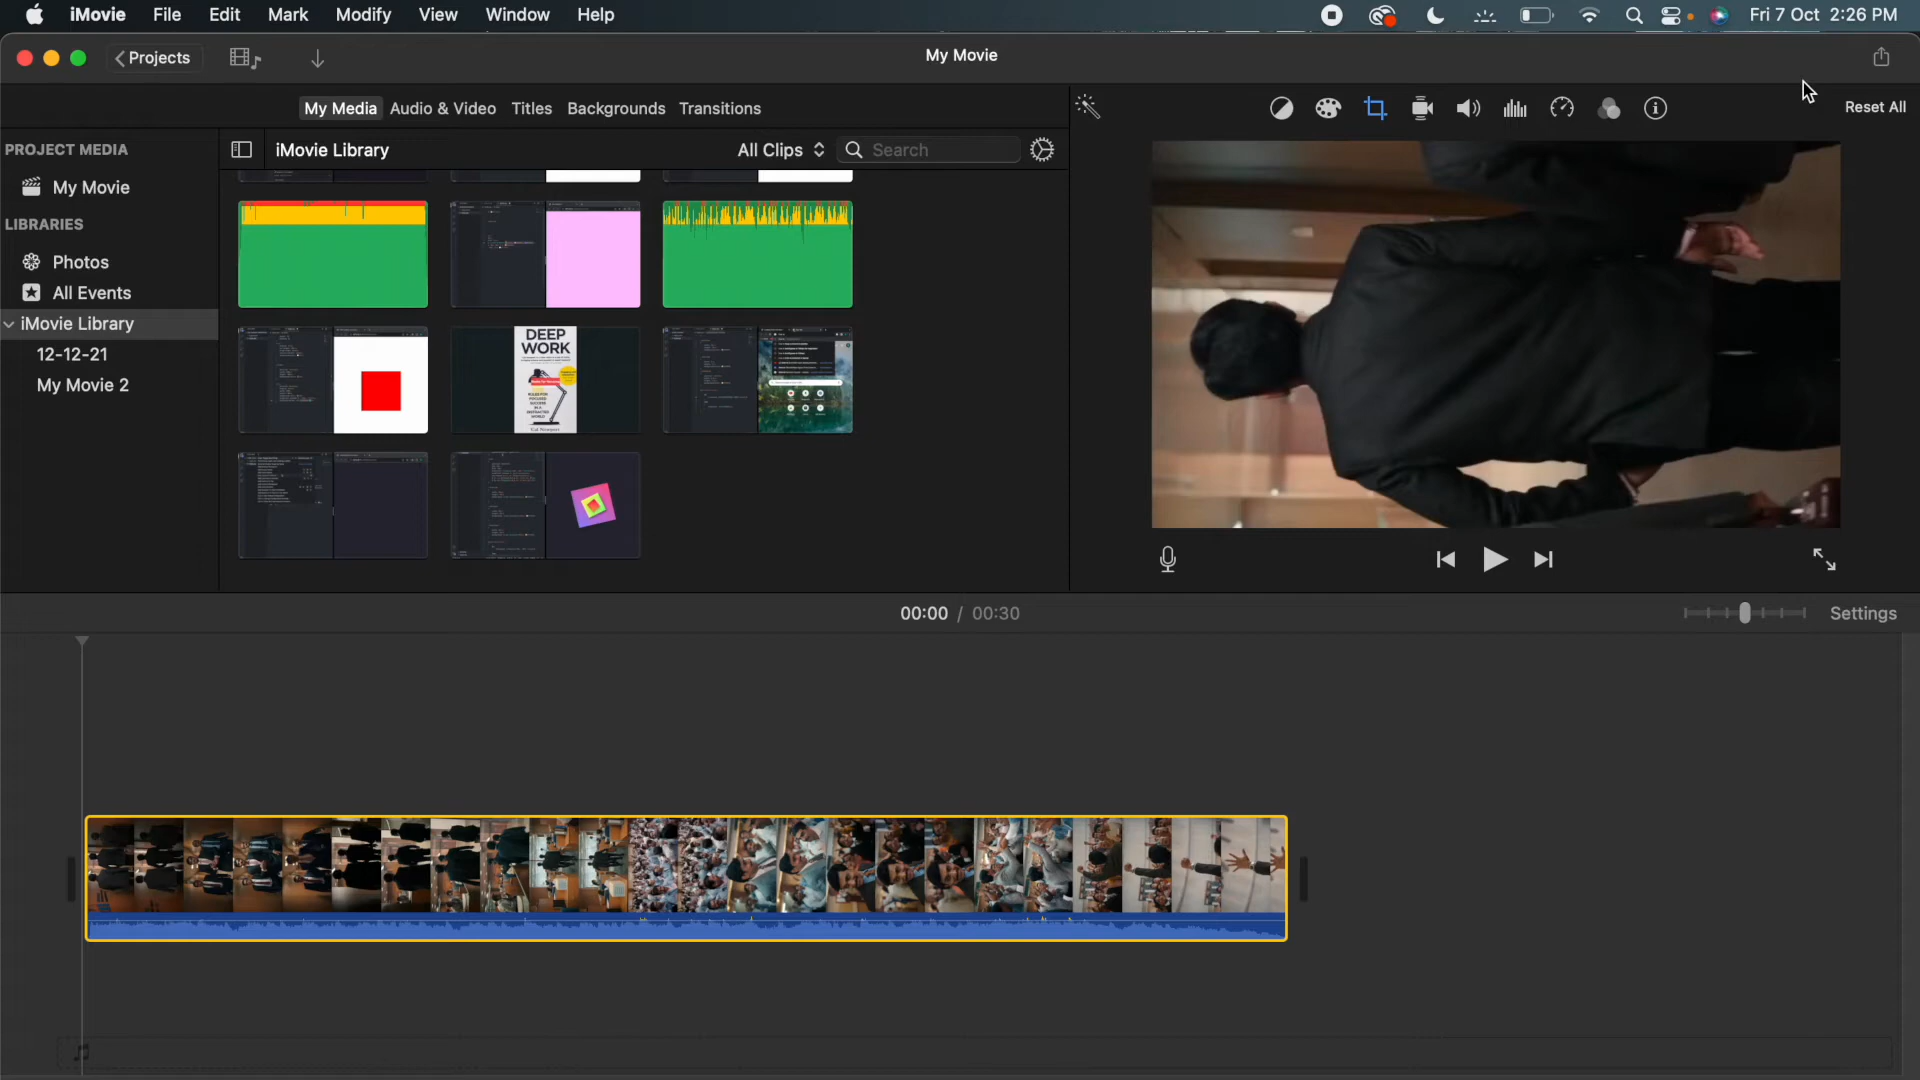 iMovie File Edit Mark Modify View Window Help Fri 7 Oct 2:26 PM
Projects My Movie
My Media Audio & Video Titles Backgrounds Transitions Reset All
PROJECT MEDIA iMovie Library All Clips Search
My Movie
LIBRARIES
Photos
All Events
iMovie Library
12-12-21
My Movie 2
DEEP
WORK
00:00 / 00:30 Settings